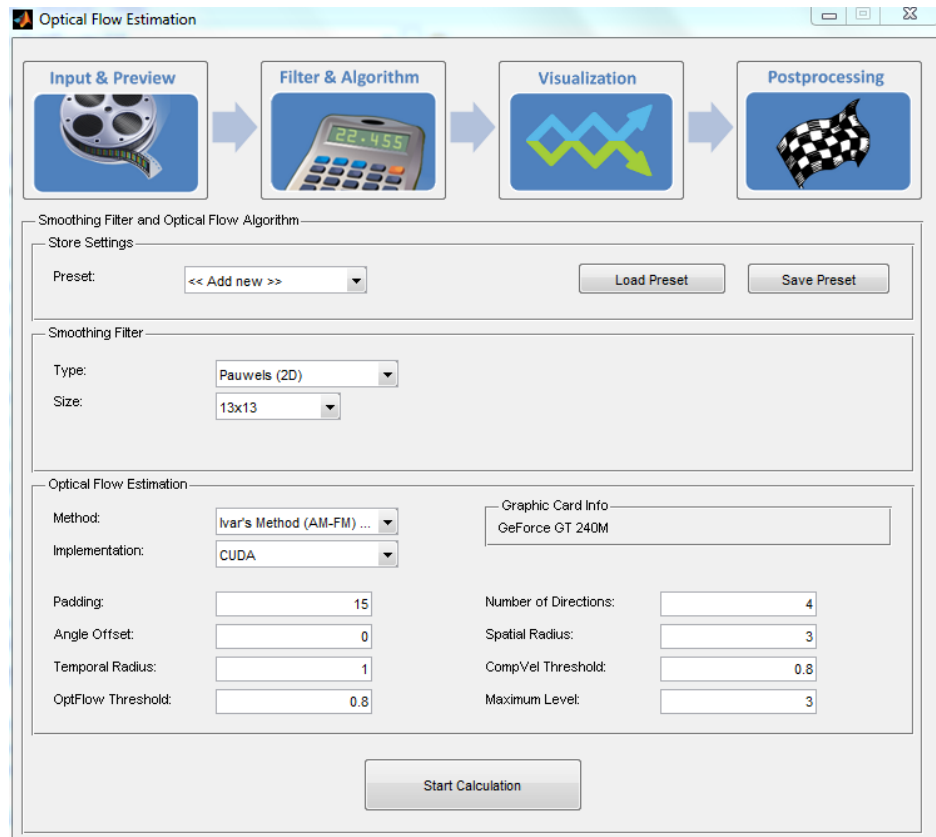 Optical Flow Estimation
Input & Preview
Filter & Algorithm
Visualization
Postprocessing
22.455
Smoothing Filter and Optical Flow Algorithm
Store Settings
Preset:
<< Add new >>
Load Preset
Save Preset
Smoothing Filter
Type:
Pauwels (2D)
Size:
13x13
Optical Flow Estimation
Method:
Ivar's Method (AM-FM) ...
Graphic Card Info
GeForce GT 240M
Implementation:
CUDA
Padding:
15
Number of Directions:
4
Angle Offset:
0
Spatial Radius:
3
Temporal Radius:
1
CompVel Threshold:
0.8
OptFlow Threshold:
0.8
Maximum Level:
3
Start Calculation